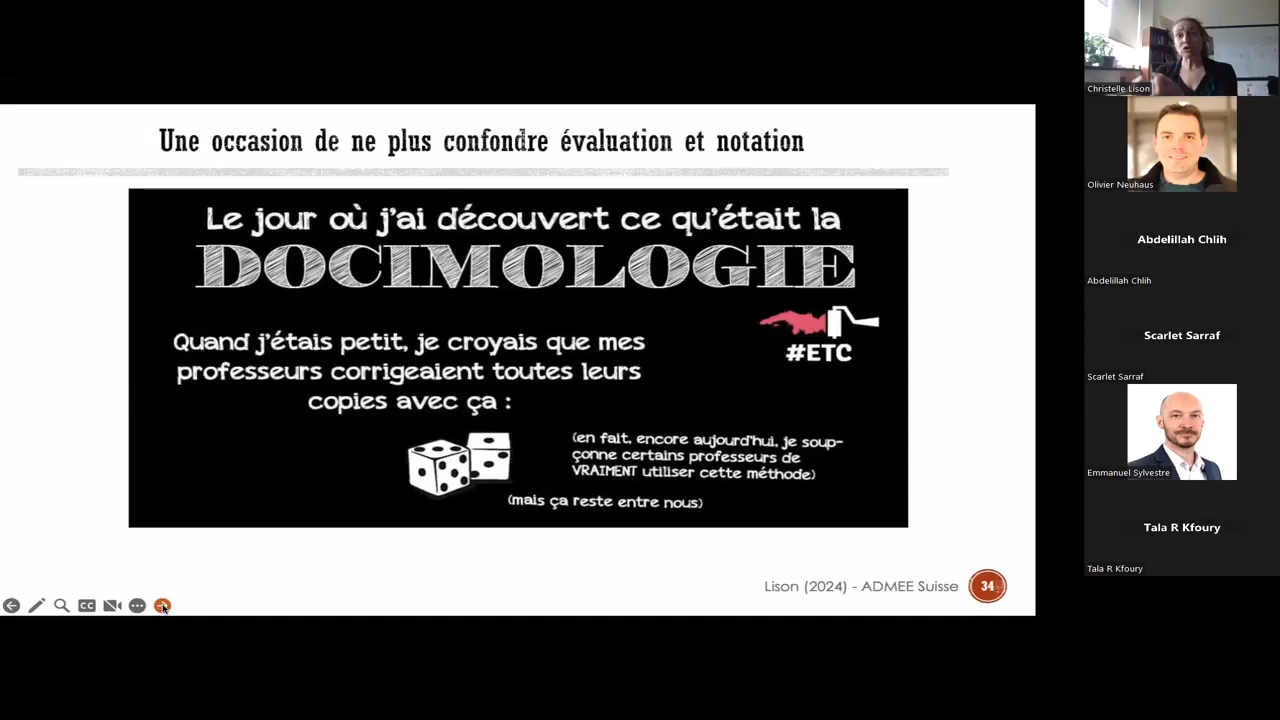 Une occasion de ne plus confondre évaluation et notation
Le jour où j'ai découvert ce qu'était la
DOCIMOLOGIE
#ETC
Quand j'étais petit, je croyais que mes
professeurs corrigeaient toutes leurs
copies avec ça :
(en fait, encore aujourd'hui, je soup-
çonne certains professeurs de
VRAIMENT utiliser cette méthode)
(mais ça reste entre nous)
Lison (2024) - ADMEE Suisse
34
CC
Christelle Lison
Olivier Neuhaus
Abdelillah Chlih
Abdelillah Chlih
Scarlet Sarraf
Scarlet Sarraf
Emmanuel Sylvestre
Tala R Kfoury
Tala R Kfoury